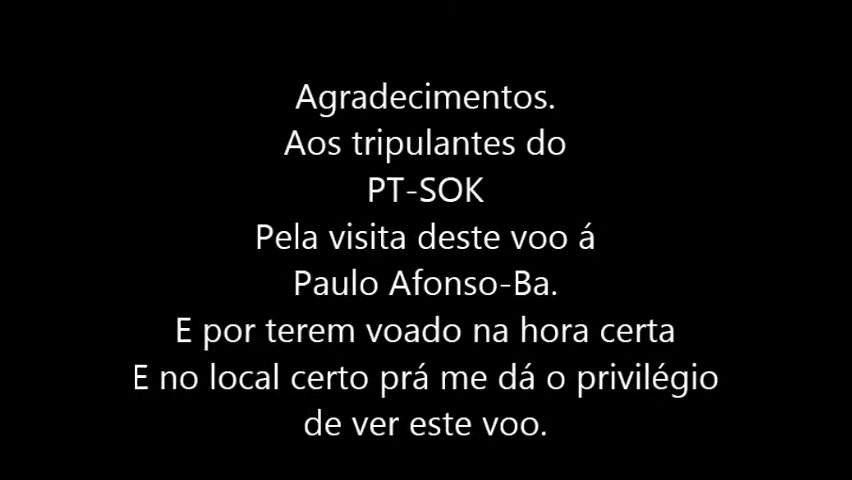 Agradecimentos.
Aos tripulantes do
PT-SOK
Pela visita deste voo á
Paulo Afonso-Ba.
E por terem voado na hora certa
E no local certo prá me dá o privilégio
de ver este voo.